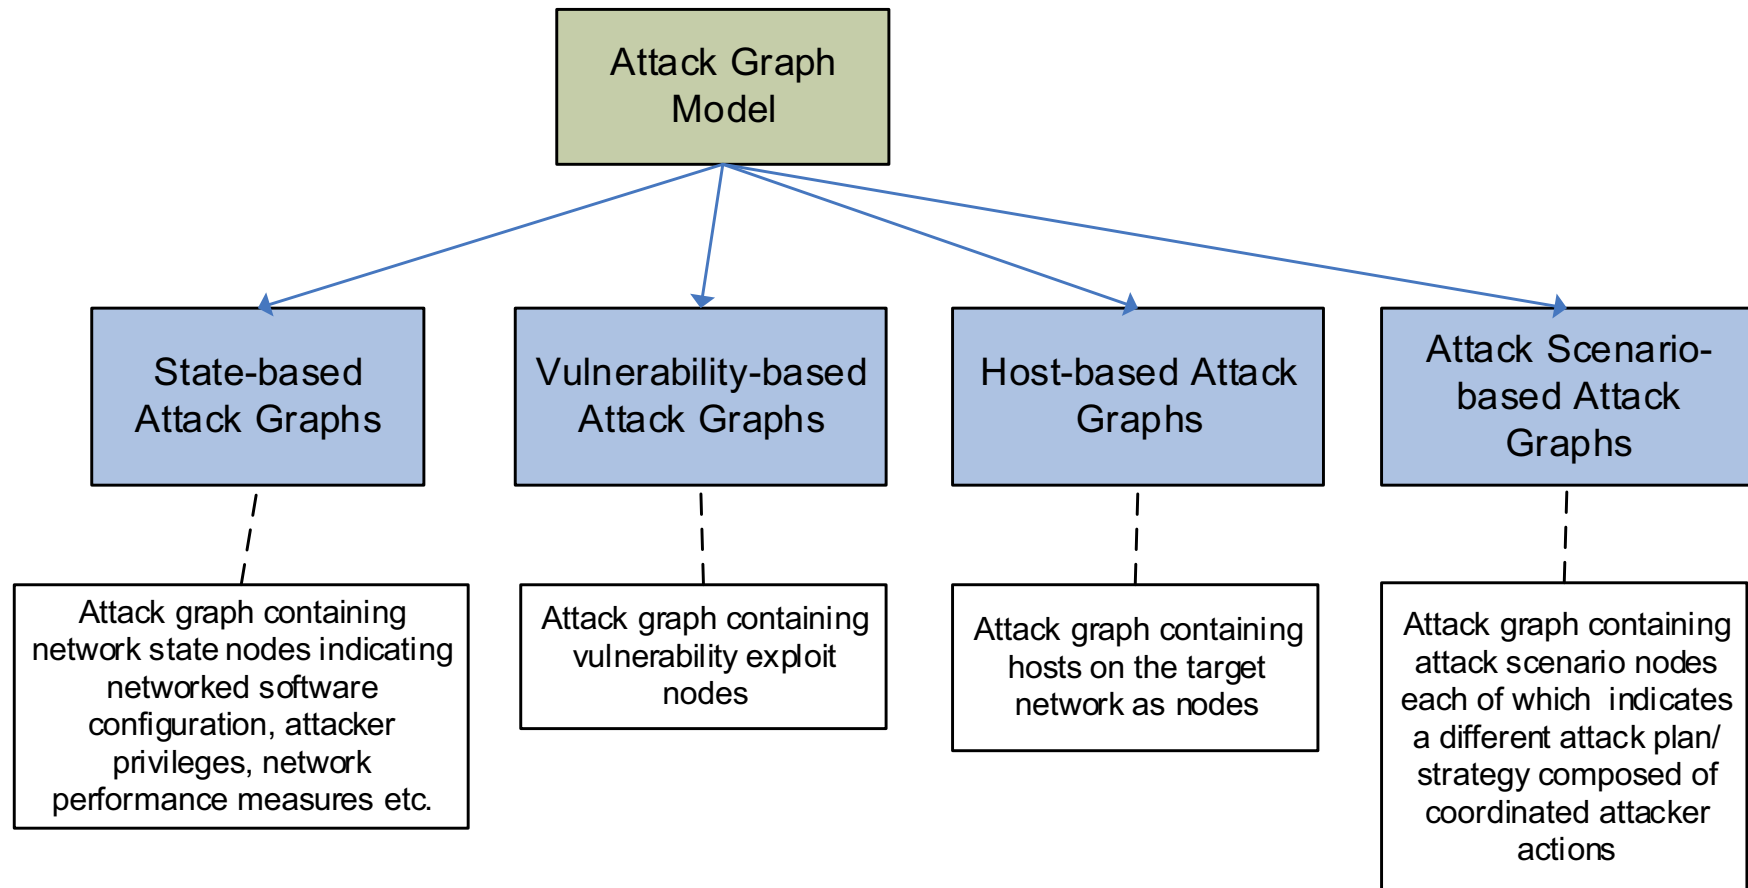 Attack Graph
Model
State-based
Attack Graphs
Vulnerability-based
Attack Graphs
Host-based Attack
Graphs
Attack Scenario-
based Attack
Graphs
Attack graph containing
network state nodes indicating
networked software
configuration, attacker
privileges, network
performance measures etc.
Attack graph containing
vulnerability exploit
nodes
Attack graph containing
hosts on the target
network as nodes
Attack graph containing
attack scenario nodes
each of which indicates
a different attack plan/
strategy composed of
coordinated attacker
actions